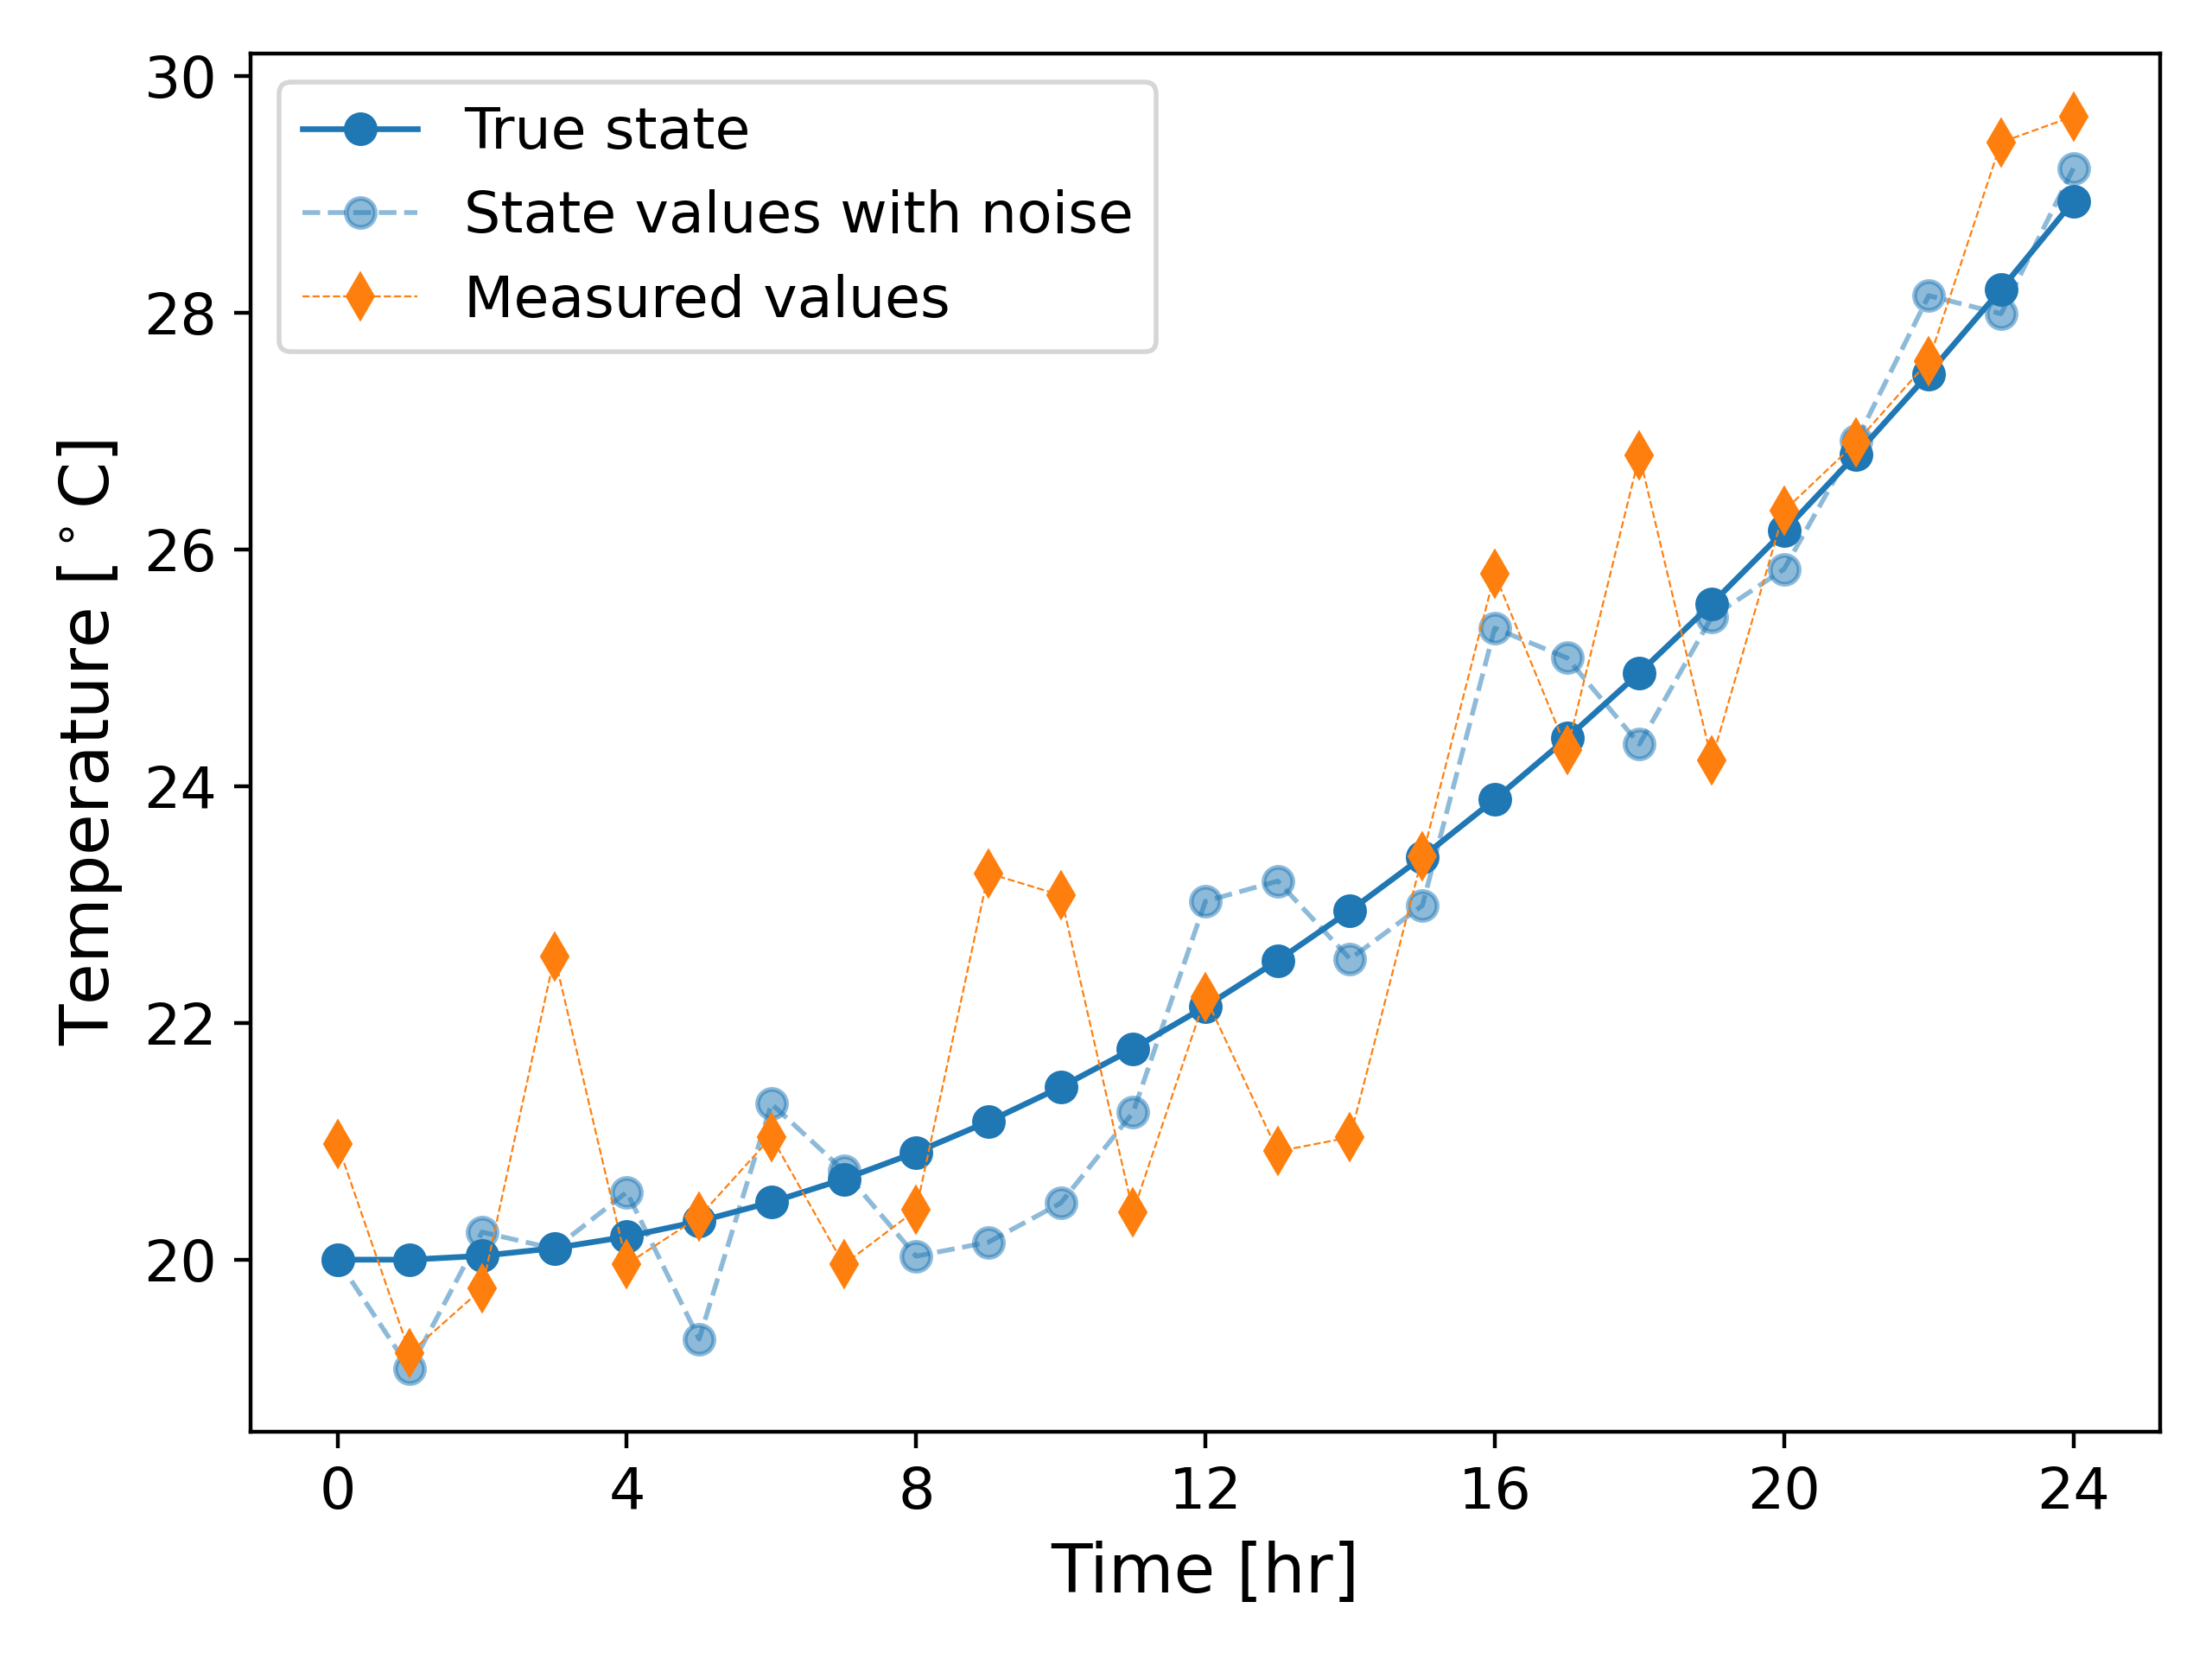 30
28
26
24
22
20
Temperature [°C]
True state
State values with noise
Measured values
0 4 8 12 16 20 24
Time [hr]